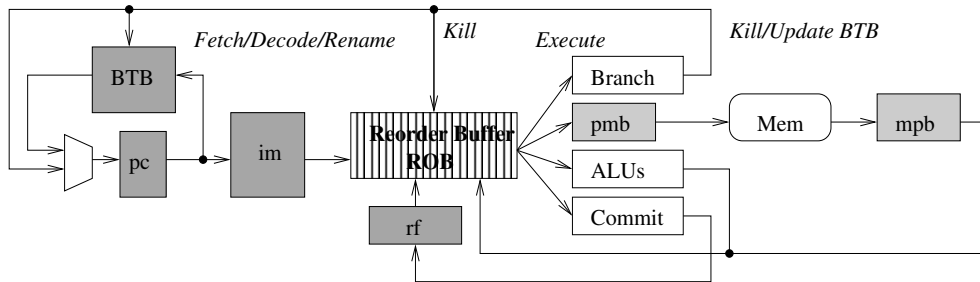 Fetch/Decode/Rename
Kill
Execute
Kill/Update BTB
BTB
Branch
pc
im
Reorder Buffer
ROB
pmb
Mem
mpb
ALUs
rf
Commit